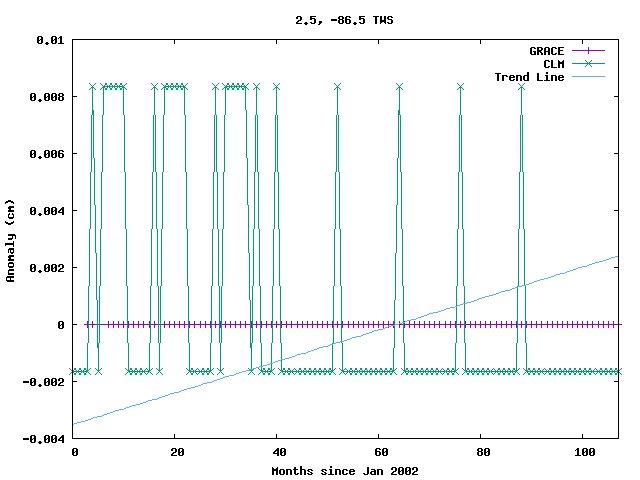 2.5, -86.5 TWS
GRACE
CLM
Trend Line
0.01
0.008
0.006
0.004
0.002
0
-0.002
-0.004
Anomaly (cm)
0 20 40 60 80 100
Months since Jan 2002